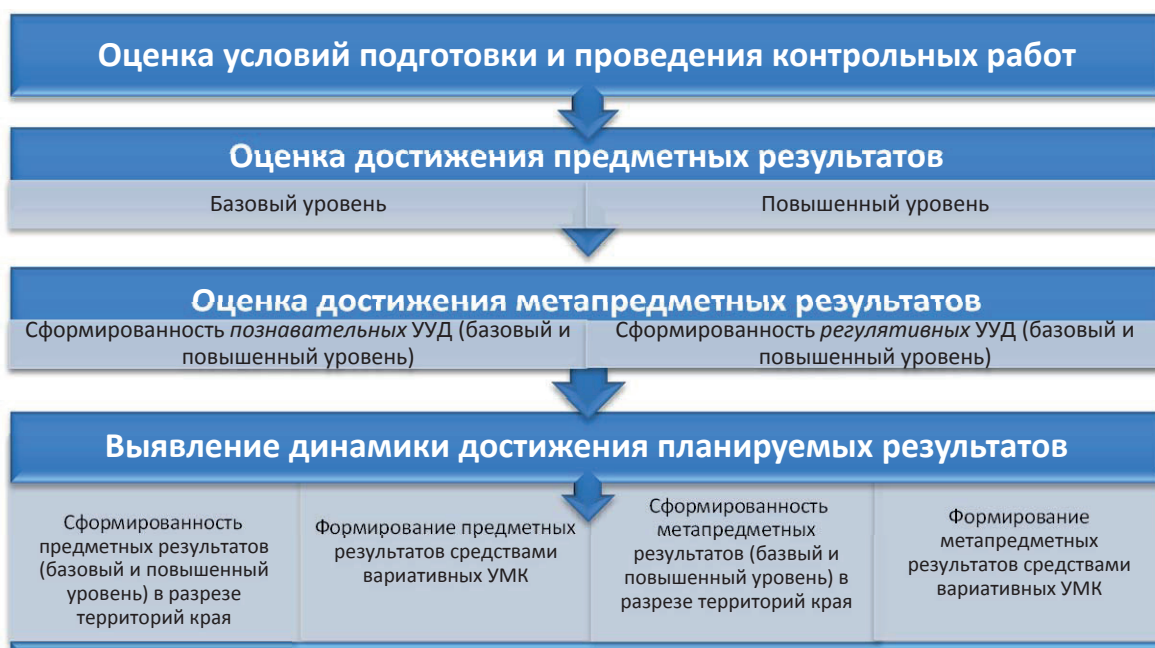 Оценка условий подготовки и проведения контрольных работ
Оценка достижения предметных результатов
Базовый уровень
Повышенный уровень
Оценка достижения метапредметных результатов
Сформированность познавательных УУД (базовый и
повышенный уровень)
Сформированность регулятивных УУД (базовый и
повышенный уровень)
Выявление динамики достижения планируемых результатов
Сформированность
предметных результатов
(базовый и повышенный
уровень) в разрезе
территорий края
Формирование предметных
результатов средствами
вариативных УМК
Сформированность
метапредметных
результатов (базвый и
повышенный уровень) в
разрезе территорий края
Формирование
метапредметных
результатов средствами
вариативных УМК